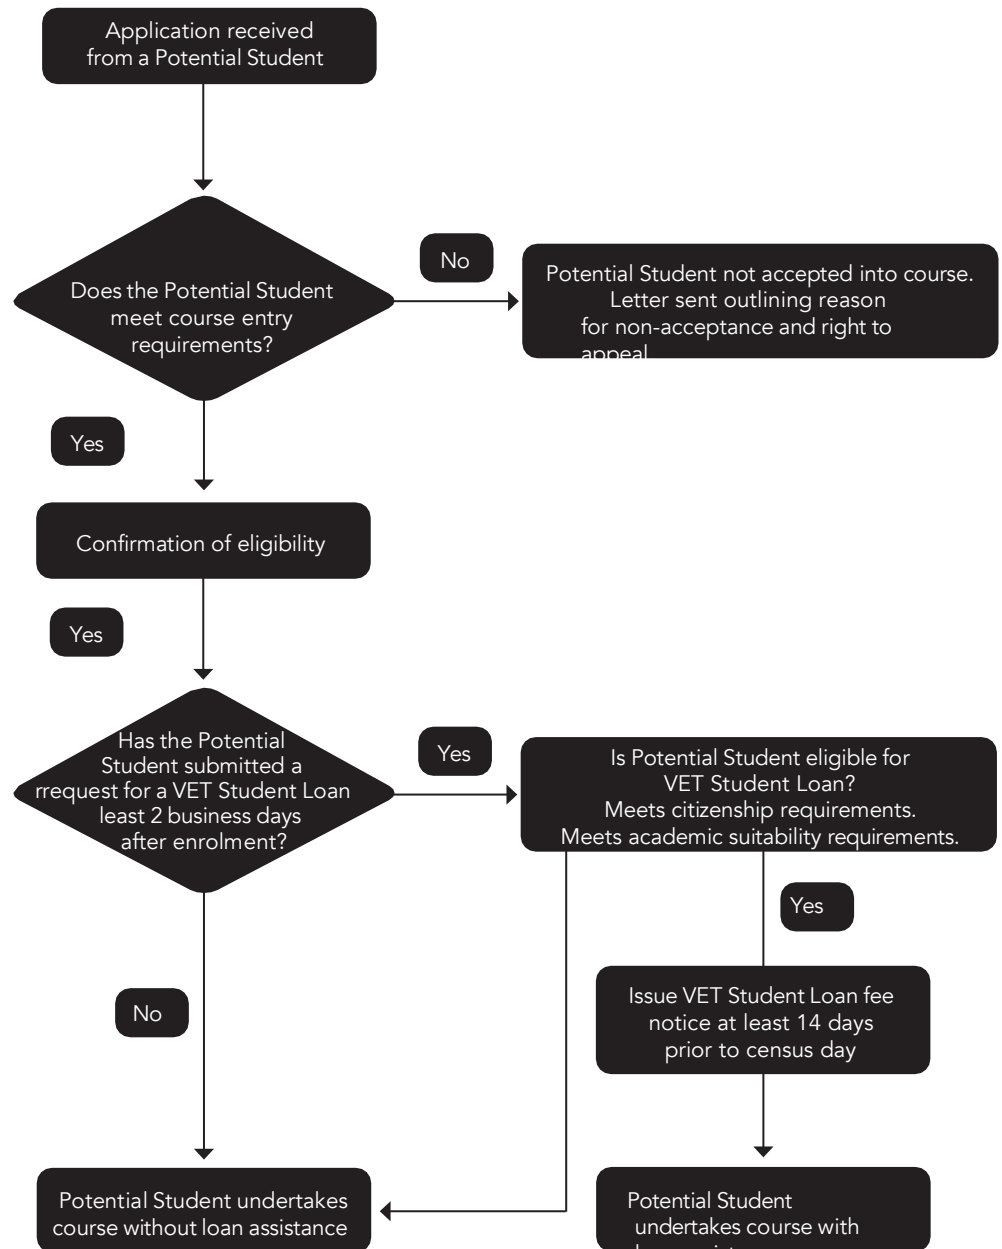 Application received
from a Potential Student
Does the Potential Student
meet course entry
requirements?
No
Potential Student not accepted into course.
Letter sent outlining reason
for non-acceptance and right to
appeal
Yes
Confirmation of eligibility
Yes
Has the Potential
Student submitted a
rrequest for a VET Student Loan
least 2 business days
after enrolment?
Yes
Is Potential Student eligible for
VET Student Loan?
Meets citizenship requirements.
Meets academic suitability requirements.
Yes
No
Issue VET Student Loan fee
notice at least 14 days
prior to census day
Potential Student undertakes
course without loan assistance
Potential Student
undertakes course with